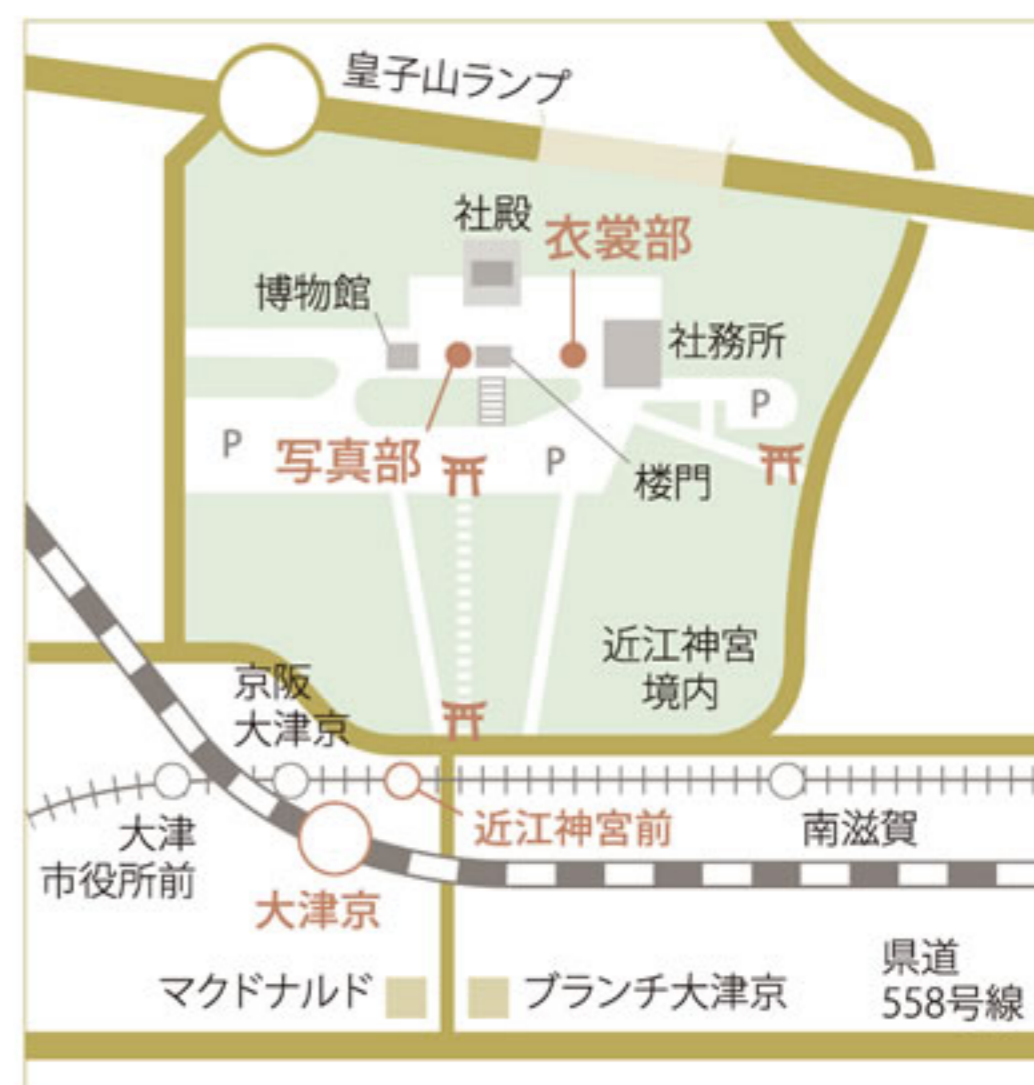 皇子山ランプ
社殿
衣裳部
博物館
社務所
P
P
写真部
P
楼門
近江神宮
境内
京阪
大津京
近江神宮前
南滋賀
大津
市役所前
大津京
県道
558号線
マクドナルド
ブランチ大津京